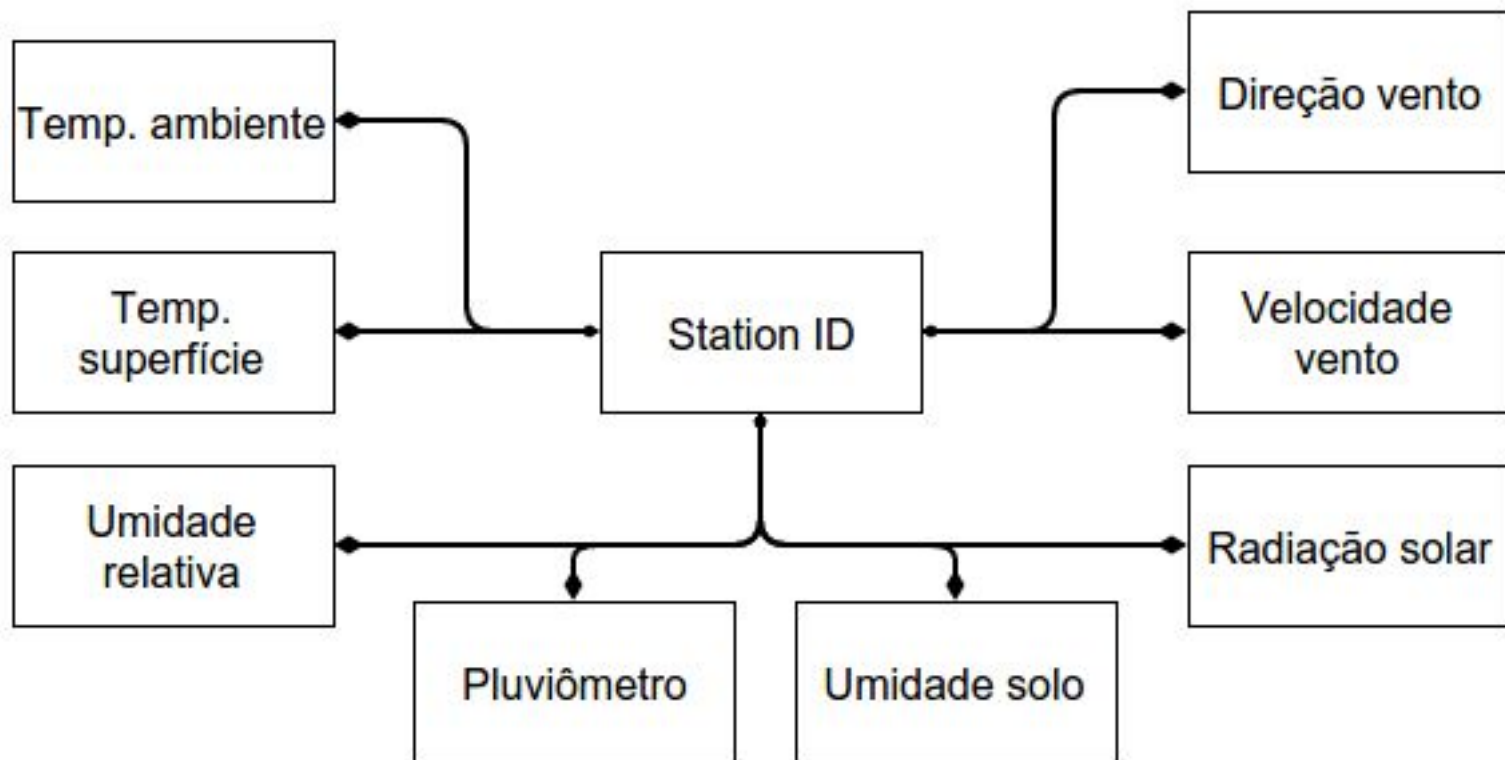 Temp. ambiente
Direção vento
Temp.
superfície
Station ID
Velocidade
vento
Umidade
relativa
Radiação solar
Pluviômetro
Umidade solo